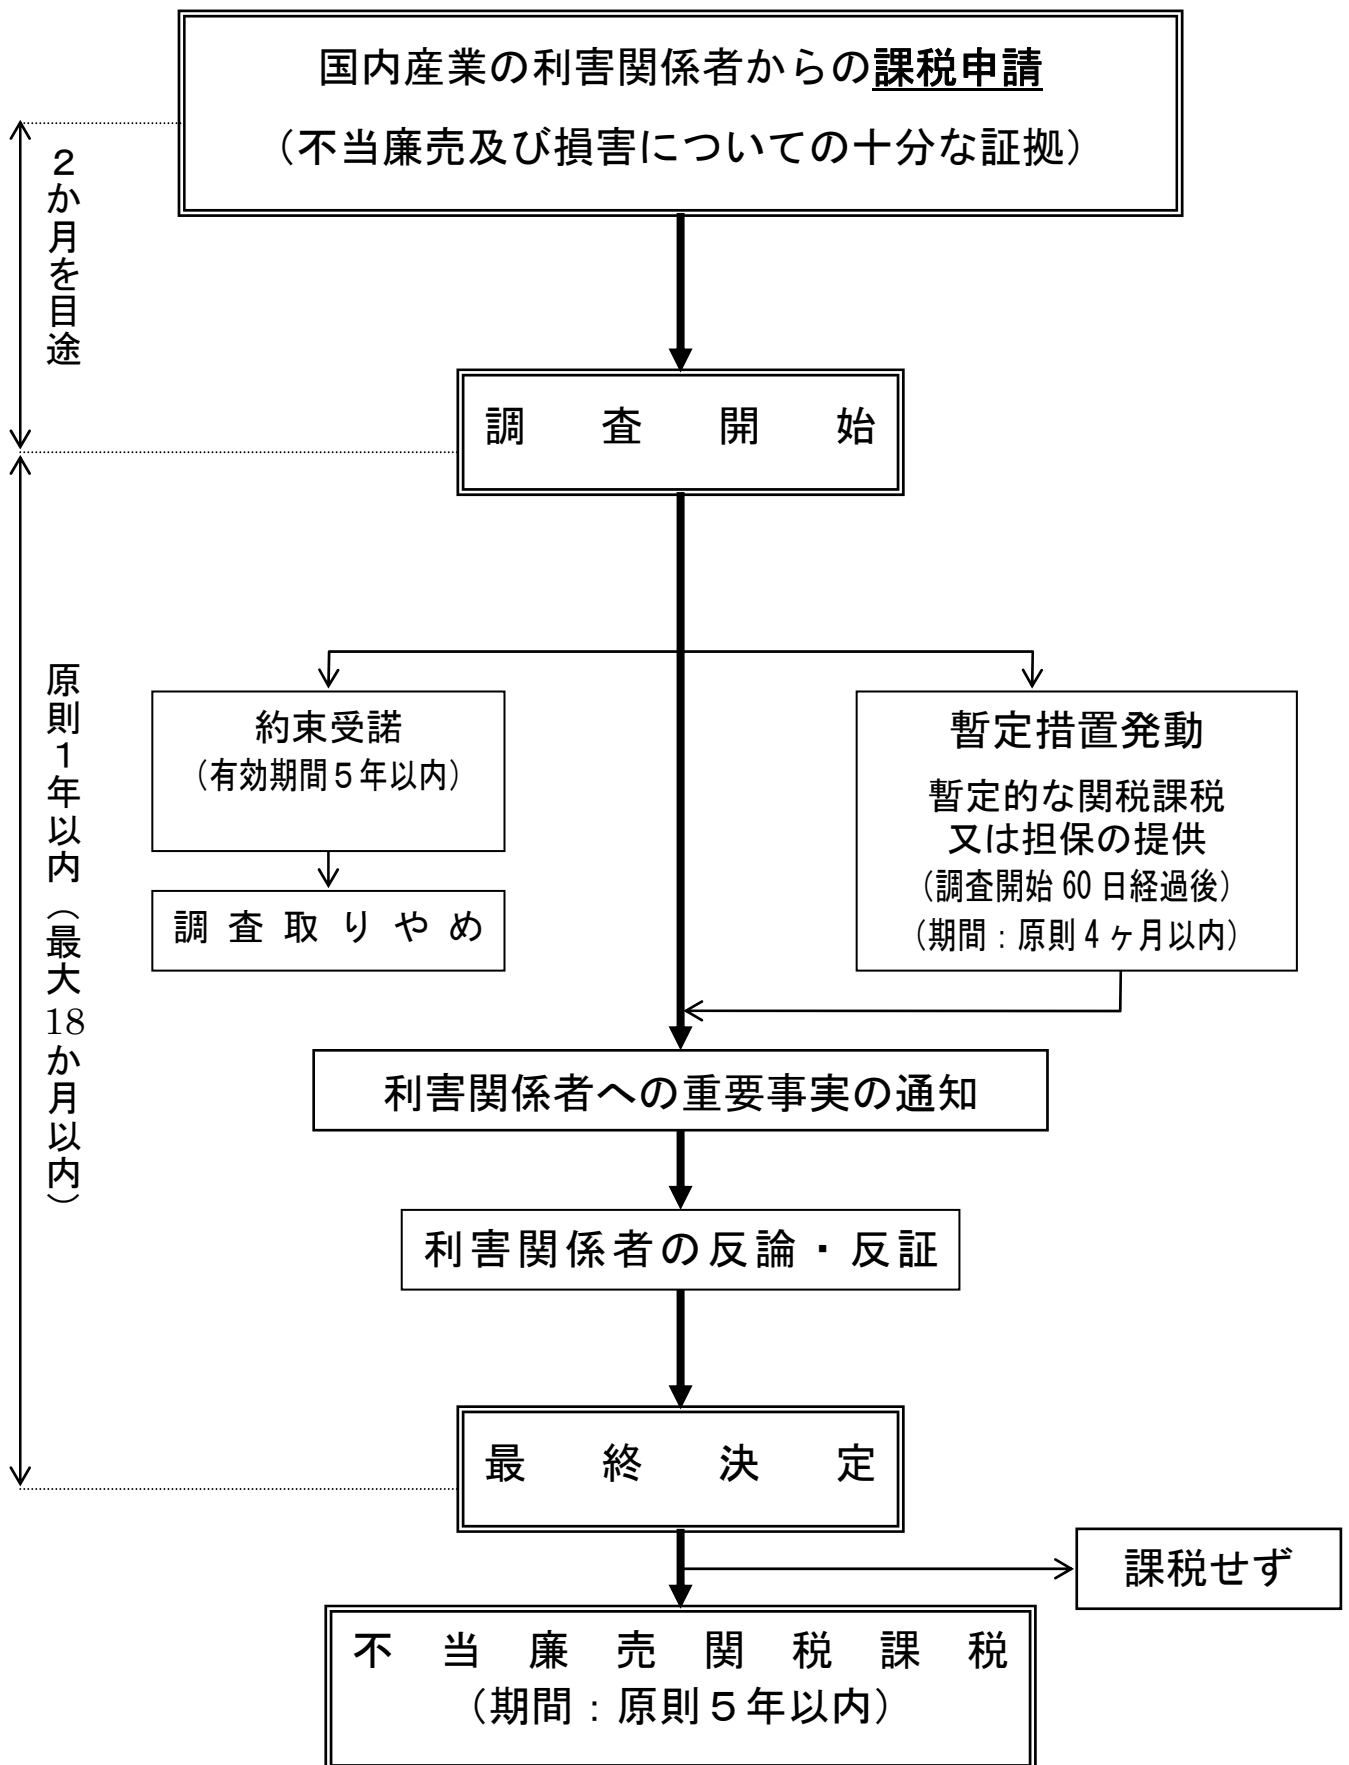 国内産業の利害関係者からの課税申請
（不当廉売及び損害についての十分な証拠）
２か月を目途
調査開始
原則１年以内（最大18か月以内）
約束受諾
（有効期間５年以内）
調査取りやめ
暫定措置発動
暫定的な関税課税
又は担保の提供
（調査開始60日経過後）
（期間：原則4ヶ月以内）
利害関係者への重要事実の通知
利害関係者の反論・反証
最終決定
課税せず
不当廉売関税課税
（期間：原則５年以内）